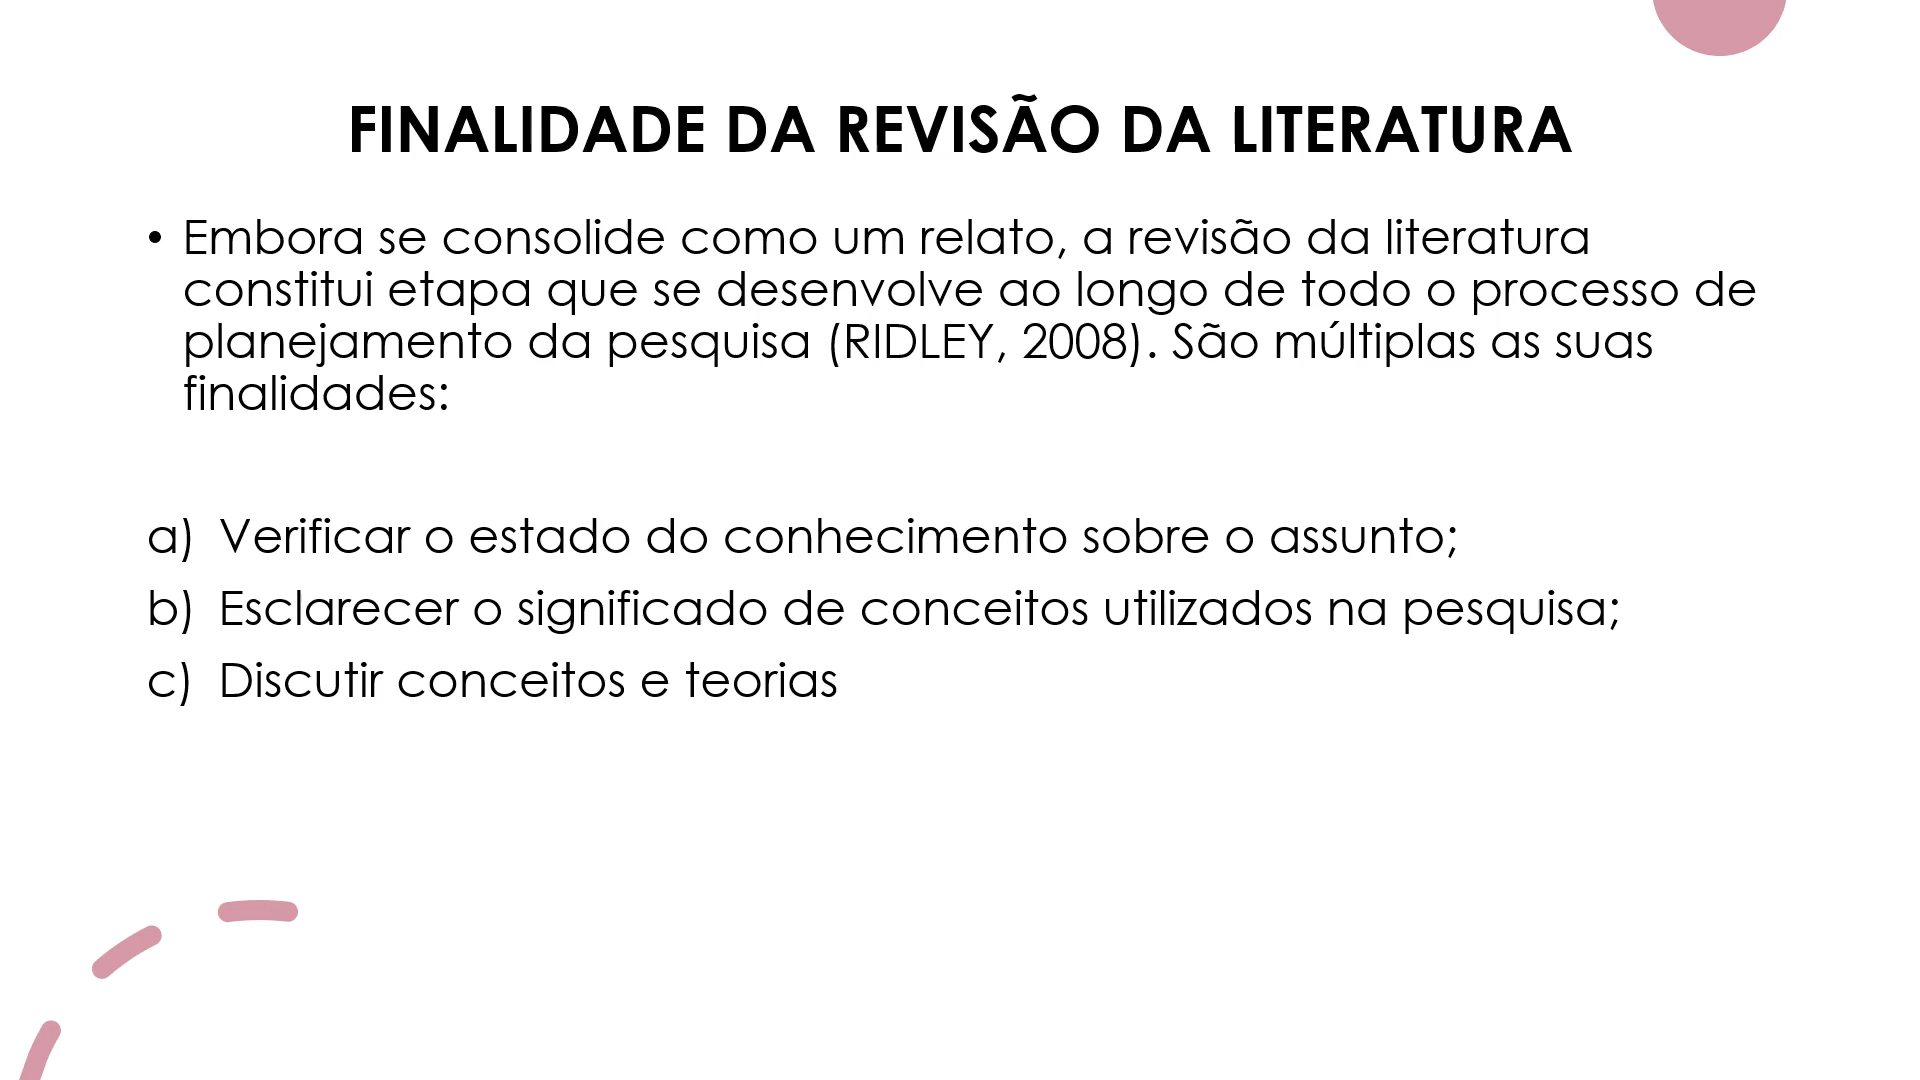 FINALIDADE DA REVISÃO DA LITERATURA
• Embora se consolide como um relato, a revisão da literatura
constitui etapa que se desenvolve ao longo de todo o processo de
planejamento da pesquisa (RIDLEY, 2008). São múltiplas as suas
finalidades:
a) Verificar o estado do conhecimento sobre o assunto;
b) Esclarecer o significado de conceitos utilizados na pesquisa;
c) Discutir conceitos e teorias